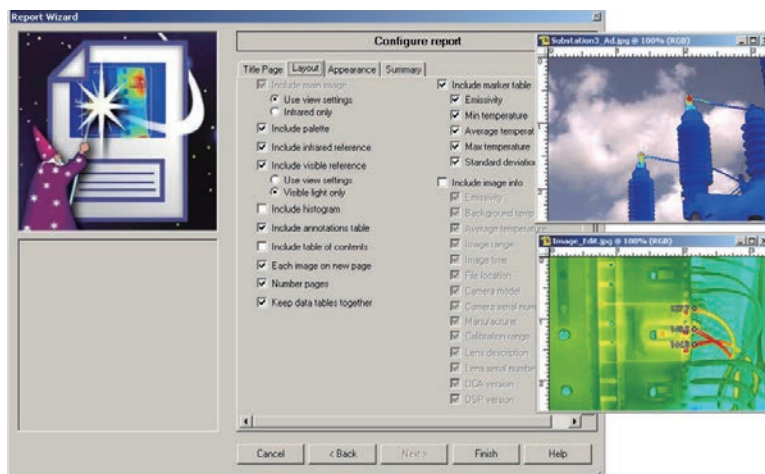 Report Wizard
Configure report
Title Page
Layout
Appearance
Summary
Include main image
Use view settings
Infrared only
Include palette
Include infrared reference
Include visible reference
Use view settings
Visible light only
Include histogram
Include annotations table
Include table of contents
Each image on new page
Number pages
Keep data tables together
Include marker table
Emissivity
Min temperature
Average temperat
Max temperature
Standard deviatio
Include image info
Emissivity
Background temp
Average temperature
Image range
Image time
File location
Camera model
Camera serial num
Manufacturer
Calibration range
Lens description
Lens serial number
OCA version
DSP version
Substation3_Ad.jpg @ 100% (RGB)
Image_Edit.jpg @ 100% (RGB)
Cancel
< Back
Next >
Finish
Help